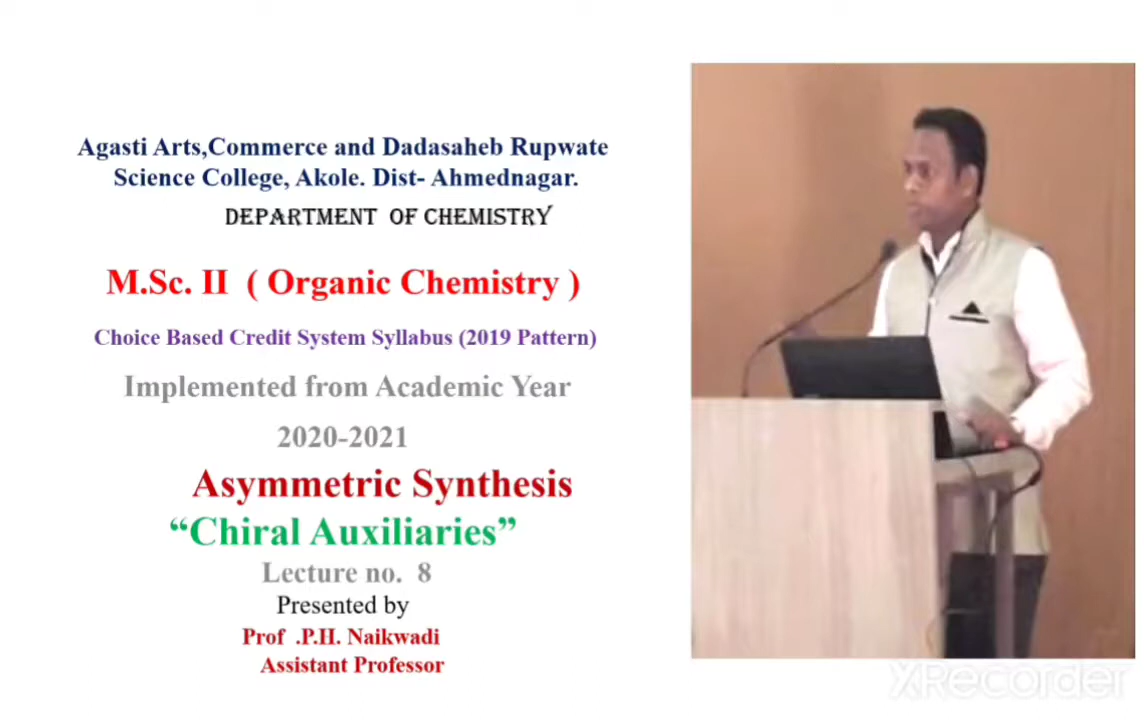 Agasti Arts,Commerce and Dadasaheb Rupwate
Science College, Akole. Dist- Ahmednagar.
DEPARTMENT OF CHEMISTRY
M.Sc. II ( Organic Chemistry )
Choice Based Credit System Syllabus (2019 Pattern)
Implemented from Academic Year
2020-2021
Asymmetric Synthesis
“Chiral Auxiliaries”
Lecture no. 8
Presented by
Prof .P.H. Naikwadi
Assistant Professor
XRecorder